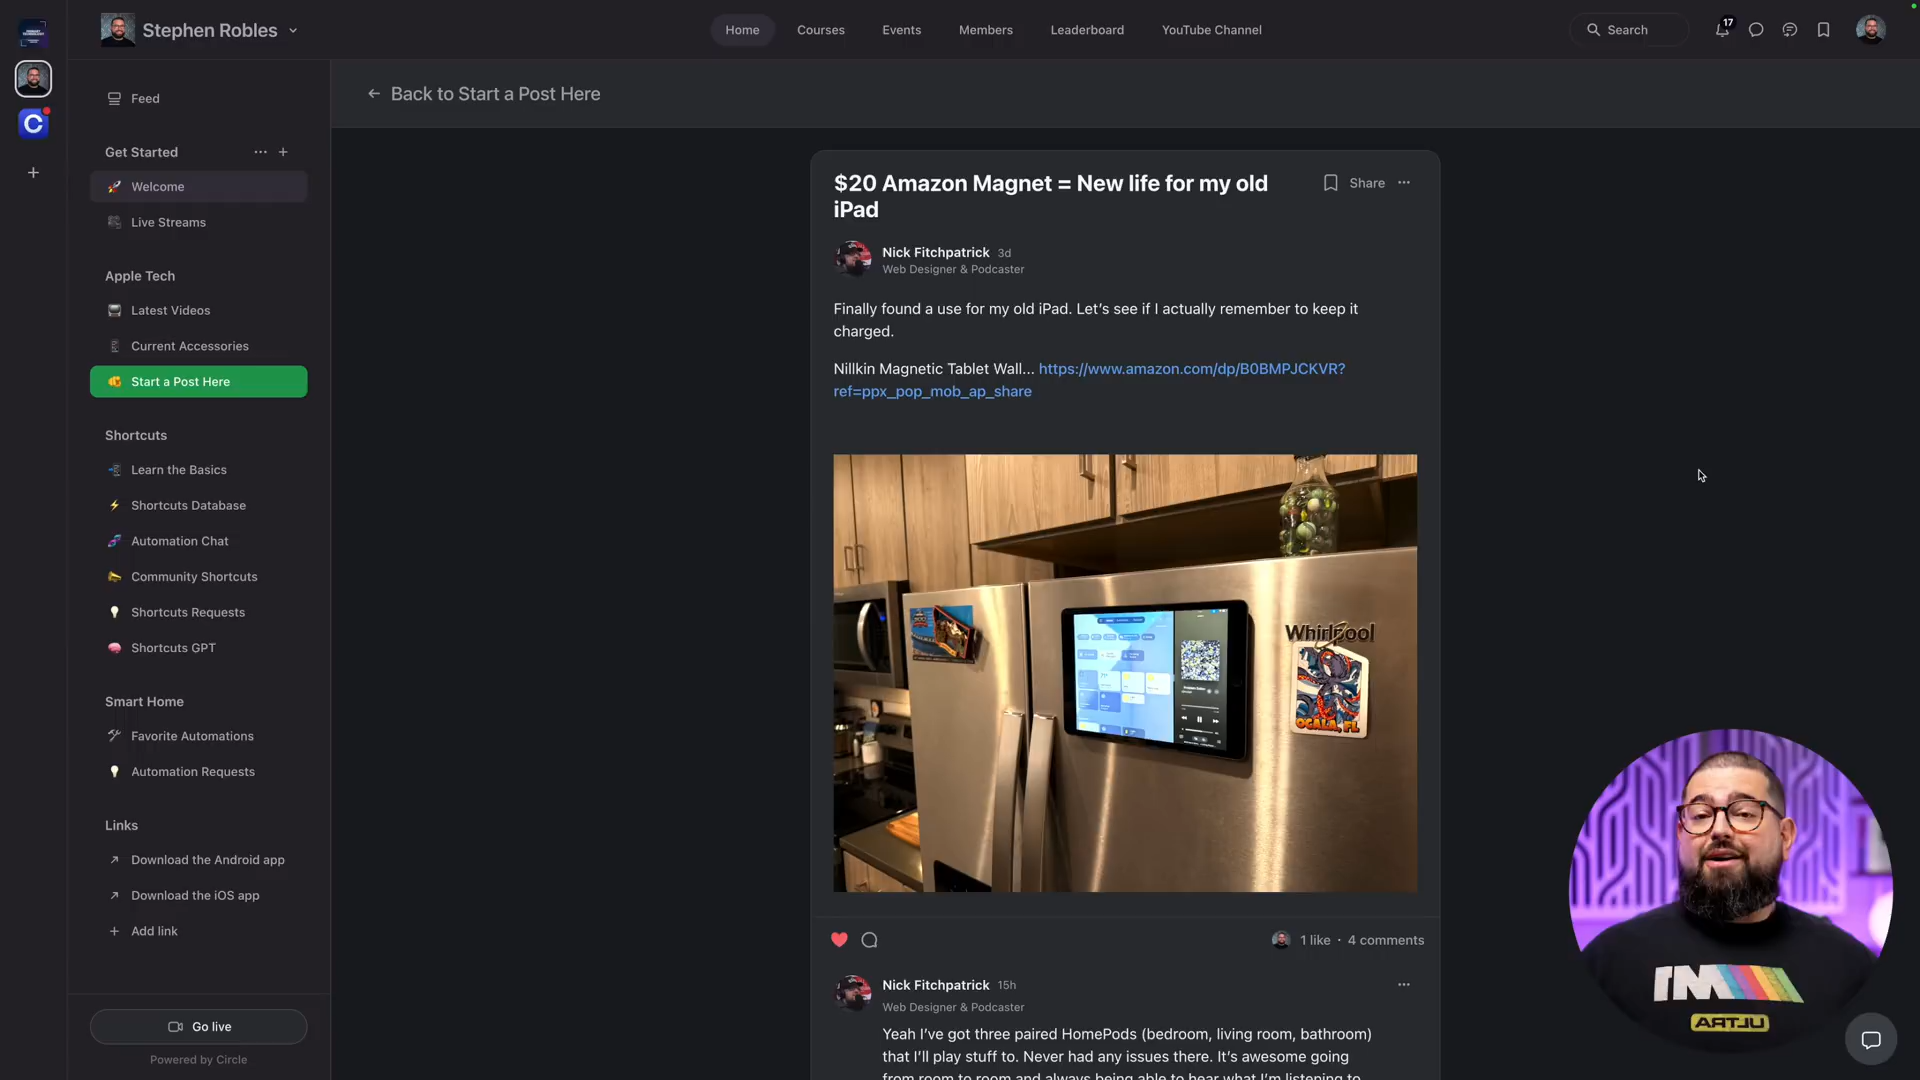 Stephen Robles
Home
Courses
Events
Members
Leaderboard
YouTube Channel
Search
17
Feed
Get Started
Welcome
Live Streams
Apple Tech
Latest Videos
Current Accessories
Start a Post Here
Shortcuts
Learn the Basics
Shortcuts Database
Automation Chat
Community Shortcuts
Shortcuts Requests
Shortcuts GPT
Smart Home
Favorite Automations
Automation Requests
Links
Download the Android app
Download the iOS app
Add link
Go live
Powered by Circle
Back to Start a Post Here
$20 Amazon Magnet = New life for my old
iPad
Share
Nick Fitchpatrick 3d
Web Designer & Podcaster
Finally found a use for my old iPad. Let’s see if I actually remember to keep it
charged.
Nillkin Magnetic Tablet Wall... https://www.amazon.com/dp/B0BMPJCKVR?
ref=ppx_pop_mob_ap_share
Whirlpool
OCALA, FL
1 like · 4 comments
Nick Fitchpatrick 15h
Web Designer & Podcaster
Yeah I’ve got three paired HomePods (bedroom, living room, bathroom)
that I’ll play stuff to. Never had any issues there. It’s awesome going
from room to room and always being able to hear what I’m listening to
M1
ULTRA